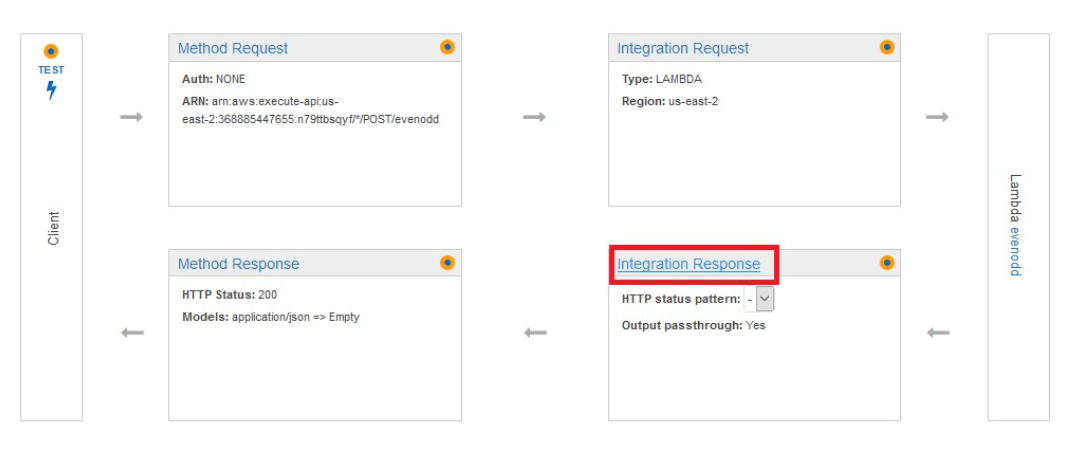 TEST
Client
Method Request
Auth: NONE
ARN: arn:aws:execute-api:us-
east-2:368885447655:n79ttbsqyf/*/POST/evenodd
Integration Request
Type: LAMBDA
Region: us-east-2
Lambda evenodd
Method Response
HTTP Status: 200
Models: application/json => Empty
Integration Response
HTTP status pattern: -
Output passthrough: Yes